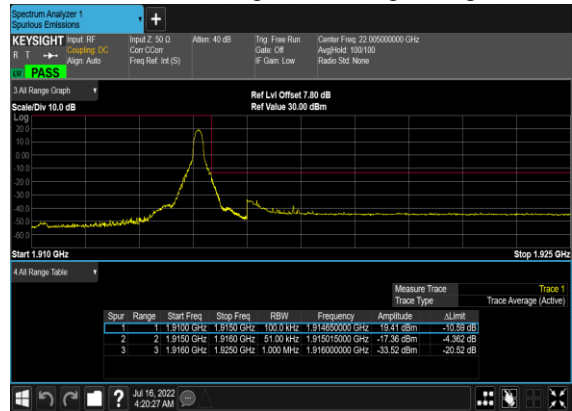 Spectrum Analyzer 1
Spurious Emissions
+
KEYSIGHT Input: RF Input Z: 50 Ω Atten: 40 dB Trig: Free Run Center Freq: 22.005000000 GHz
R T Coupling: DC Corr CCorr Gate: Off Avg|Hold: 100/100
Align: Auto Freq Ref: Int (S) IF Gain: Low Radio Std: None
PASS
3 All Range Graph Ref Lvl Offset 7.80 dB
Scale/Div 10.0 dB Ref Value 30.00 dBm
Log
20.0
10.0
0.00
-10.0
-20.0
-30.0
-40.0
-50.0
-60.0
Start 1.910 GHz Stop 1.925 GHz
4 All Range Table
Measure Trace Trace 1
Trace Type Trace Average (Active)
Spur Range Start Freq Stop Freq RBW Frequency Amplitude ΔLimit
1 1 1.9100 GHz 1.9150 GHz 100.0 kHz 1.914650000 GHz 19.41 dBm -10.59 dB
2 2 1.9150 GHz 1.9160 GHz 51.00 kHz 1.915015000 GHz -17.36 dBm -4.362 dB
3 3 1.9160 GHz 1.9250 GHz 1.000 MHz 1.916000000 GHz -33.52 dBm -20.52 dB
? Jul 16, 2022
4:20:27 AM